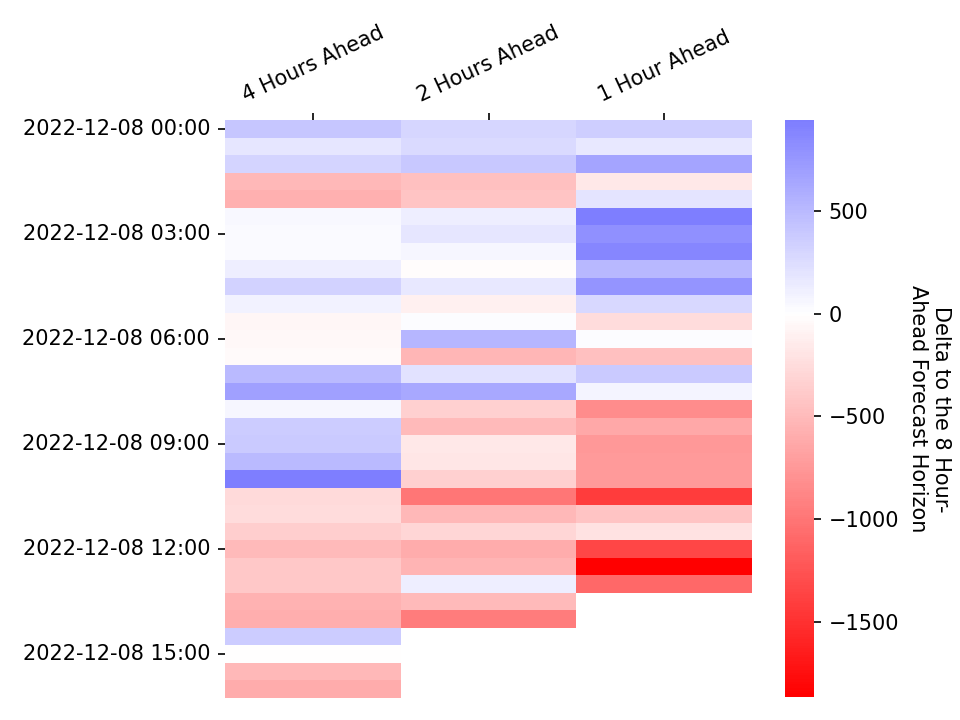 4 Hours Ahead
2 Hours Ahead
1 Hour Ahead
2022-12-08 00:00
2022-12-08 03:00
2022-12-08 06:00
2022-12-08 09:00
2022-12-08 12:00
2022-12-08 15:00
500
0
−500
−1000
−1500
Delta to the 8 Hour-
Ahead Forecast Horizon